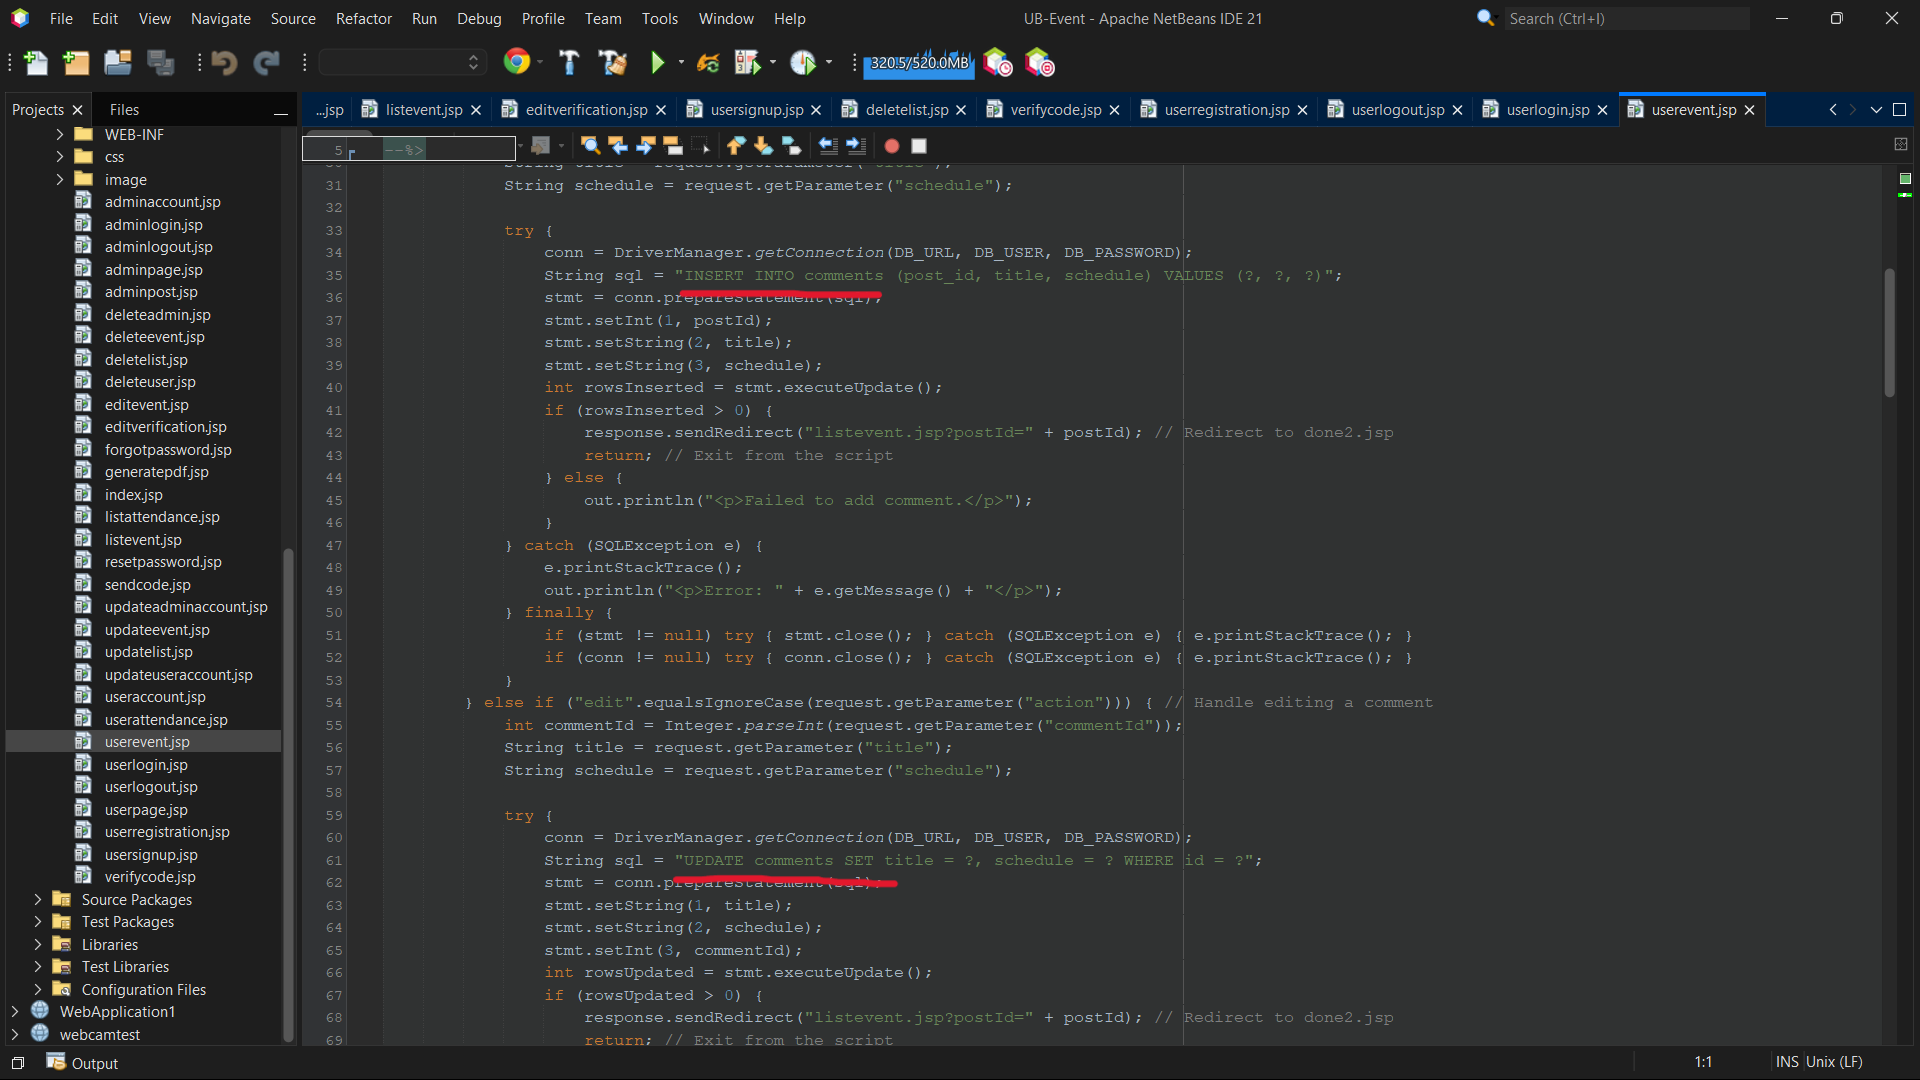 File Edit View Navigate Source Refactor Run Debug Profile Team Tools Window Help
UB-Event - Apache NetBeans IDE 21
Search (Ctrl+I)
320.5/520.0MB
Projects
Files
...jsp
listevent.jsp
editverification.jsp
usersignup.jsp
deletelist.jsp
verifycode.jsp
userregistration.jsp
userlogout.jsp
userlogin.jsp
userevent.jsp
WEB-INF
css
image
adminaccount.jsp
adminlogin.jsp
adminlogout.jsp
adminpage.jsp
adminpost.jsp
deleteadmin.jsp
deleteevent.jsp
deletelist.jsp
deleteuser.jsp
editevent.jsp
editverification.jsp
forgotpassword.jsp
generatepdf.jsp
index.jsp
listattendance.jsp
listevent.jsp
resetpassword.jsp
sendcode.jsp
updateadminaccount.jsp
updateevent.jsp
updatelist.jsp
updateuseraccount.jsp
useraccount.jsp
userattendance.jsp
userevent.jsp
userlogin.jsp
userlogout.jsp
userpage.jsp
userregistration.jsp
usersignup.jsp
verifycode.jsp
Source Packages
Test Packages
Libraries
Test Libraries
Configuration Files
WebApplication1
webcamtest
5 --%>
31 String schedule = request.getParameter("schedule");
32
33 try {
34 conn = DriverManager.getConnection(DB_URL, DB_USER, DB_PASSWORD);
35 String sql = "INSERT INTO comments (post_id, title, schedule) VALUES (?, ?, ?)";
36 stmt = conn.prepareStatement(sql);
37 stmt.setInt(1, postId);
38 stmt.setString(2, title);
39 stmt.setString(3, schedule);
40 int rowsInserted = stmt.executeUpdate();
41 if (rowsInserted > 0) {
42 response.sendRedirect("listevent.jsp?postId=" + postId); // Redirect to done2.jsp
43 return; // Exit from the script
44 } else {
45 out.println("<p>Failed to add comment.</p>");
46 }
47 } catch (SQLException e) {
48 e.printStackTrace();
49 out.println("<p>Error: " + e.getMessage() + "</p>");
50 } finally {
51 if (stmt != null) try { stmt.close(); } catch (SQLException e) { e.printStackTrace(); }
52 if (conn != null) try { conn.close(); } catch (SQLException e) { e.printStackTrace(); }
53 }
54 } else if ("edit".equalsIgnoreCase(request.getParameter("action"))) { // Handle editing a comment
55 int commentId = Integer.parseInt(request.getParameter("commentId"));
56 String title = request.getParameter("title");
57 String schedule = request.getParameter("schedule");
58
59 try {
60 conn = DriverManager.getConnection(DB_URL, DB_USER, DB_PASSWORD);
61 String sql = "UPDATE comments SET title = ?, schedule = ? WHERE id = ?";
62 stmt = conn.prepareStatement(sql);
63 stmt.setString(1, title);
64 stmt.setString(2, schedule);
65 stmt.setInt(3, commentId);
66 int rowsUpdated = stmt.executeUpdate();
67 if (rowsUpdated > 0) {
68 response.sendRedirect("listevent.jsp?postId=" + postId); // Redirect to done2.jsp
69 return; // Exit from the script
Output
1:1
INS
Unix (LF)